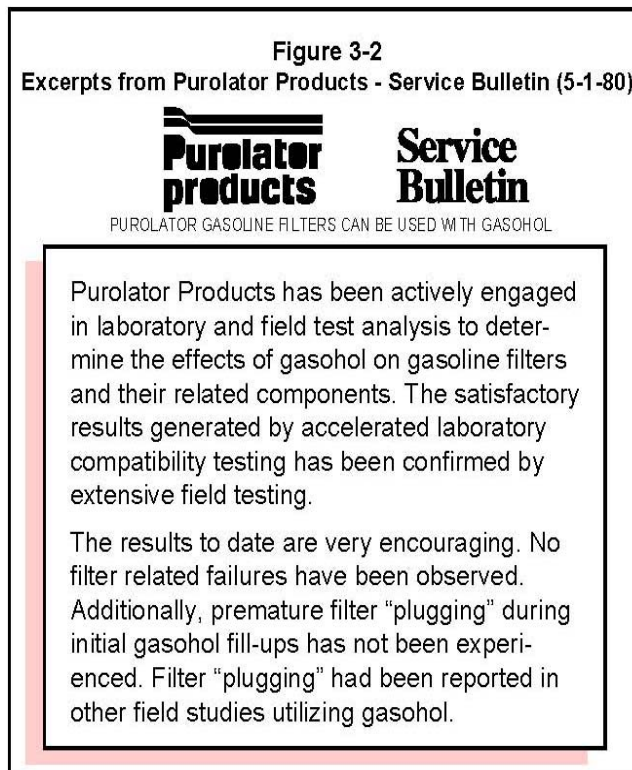 Figure 3-2
Excerpts from Purolator Products - Service Bulletin (5-1-80)
Purolator Service
products Bulletin
PUROLATOR GASOLINE FILTERS CAN BE USED WITH GASOHOL
Purolator Products has been actively engaged
in laboratory and field test analysis to deter-
mine the effects of gasohol on gasoline filters
and their related components. The satisfactory
results generated by accelerated laboratory
compatibility testing has been confirmed by
extensive field testing.
The results to date are very encouraging. No
filter related failures have been observed.
Additionally, premature filter “plugging” during
initial gasohol fill-ups has not been experi-
enced. Filter “plugging” had been reported in
other field studies utilizing gasohol.